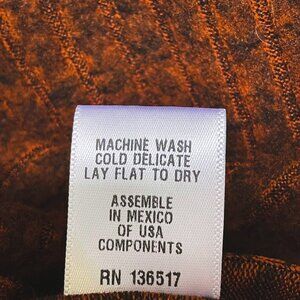 MACHINE WASH
COLD DELICATE
LAY FLAT TO DRY
ASSEMBLE
IN MEXICO
OF USA
COMPONENTS
RN 136517